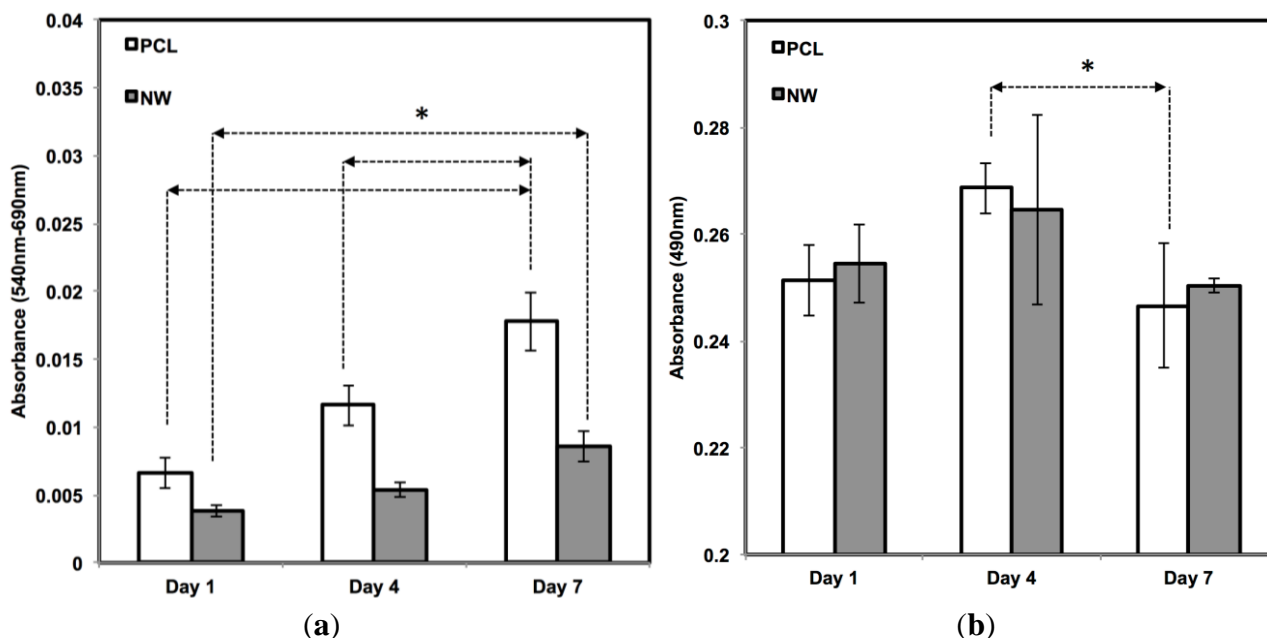 0.04
PCL
0.035
NW
*
0.03
0.025
0.02
0.015
0.01
0.005
0
Absorbance (540nm-690nm)
Day 1
Day 4
Day 7
(a)
0.3
PCL
*
NW
0.28
0.26
0.24
0.22
0.2
Absorbance (490nm)
Day 1
Day 4
Day 7
(b)